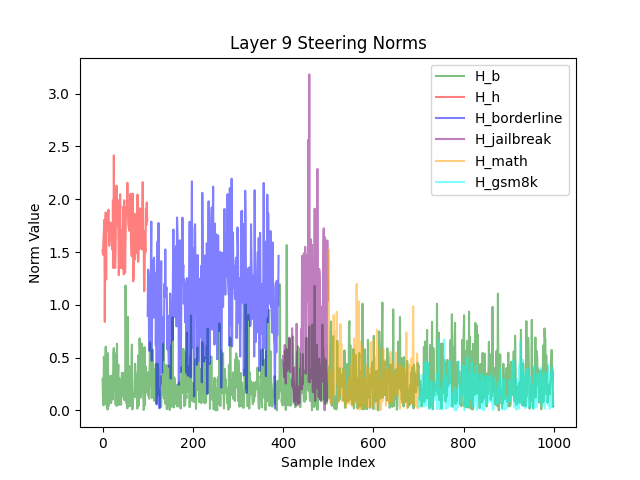 Layer 9 Steering Norms
H_b
H_h
H_borderline
H_jailbreak
H_math
H_gsm8k
Norm Value
3.0
2.5
2.0
1.5
1.0
0.5
0.0
0 200 400 600 800 1000
Sample Index